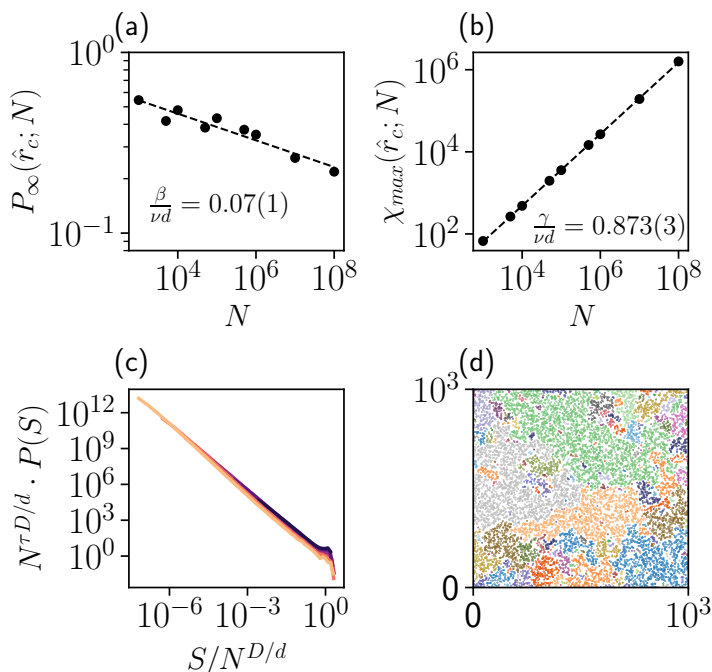 (a)
10^0
10^{-1}
P_∞(r̂_c; N)
β/νd = 0.07(1)
10^4
10^6
10^8
N
(b)
10^6
10^4
10^2
χ_{max}(r̂_c; N)
γ/νd = 0.873(3)
10^4
10^6
10^8
N
(c)
10^{12}
10^9
10^6
10^3
10^0
N^{τD/d} · P(S)
10^{-6}
10^{-3}
10^0
S/N^{D/d}
(d)
10^3
0
0
10^3